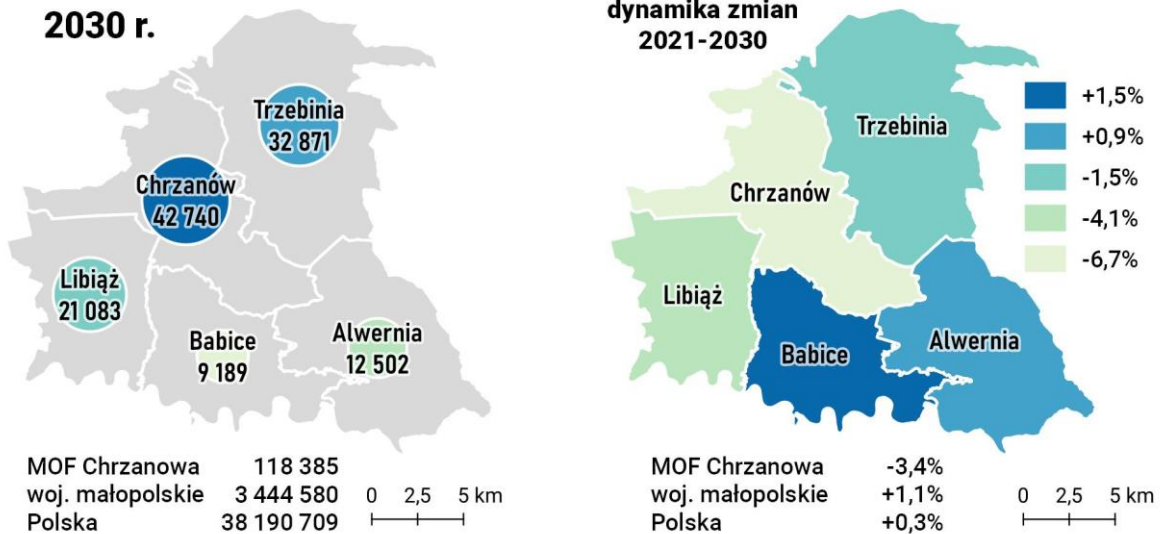 2030 r.
Trzebinia
32 871
Chrzanów
42 740
Libiąż
21 083
Babice
9 189
Alwernia
12 502
MOF Chrzanowa 118 385
woj. małopolskie 3 444 580
Polska 38 190 709
0 2,5 5 km
dynamika zmian
2021-2030
Trzebinia
Chrzanów
Libiąż
Babice
Alwernia
+1,5%
+0,9%
-1,5%
-4,1%
-6,7%
MOF Chrzanowa -3,4%
woj. małopolskie +1,1%
Polska +0,3%
0 2,5 5 km